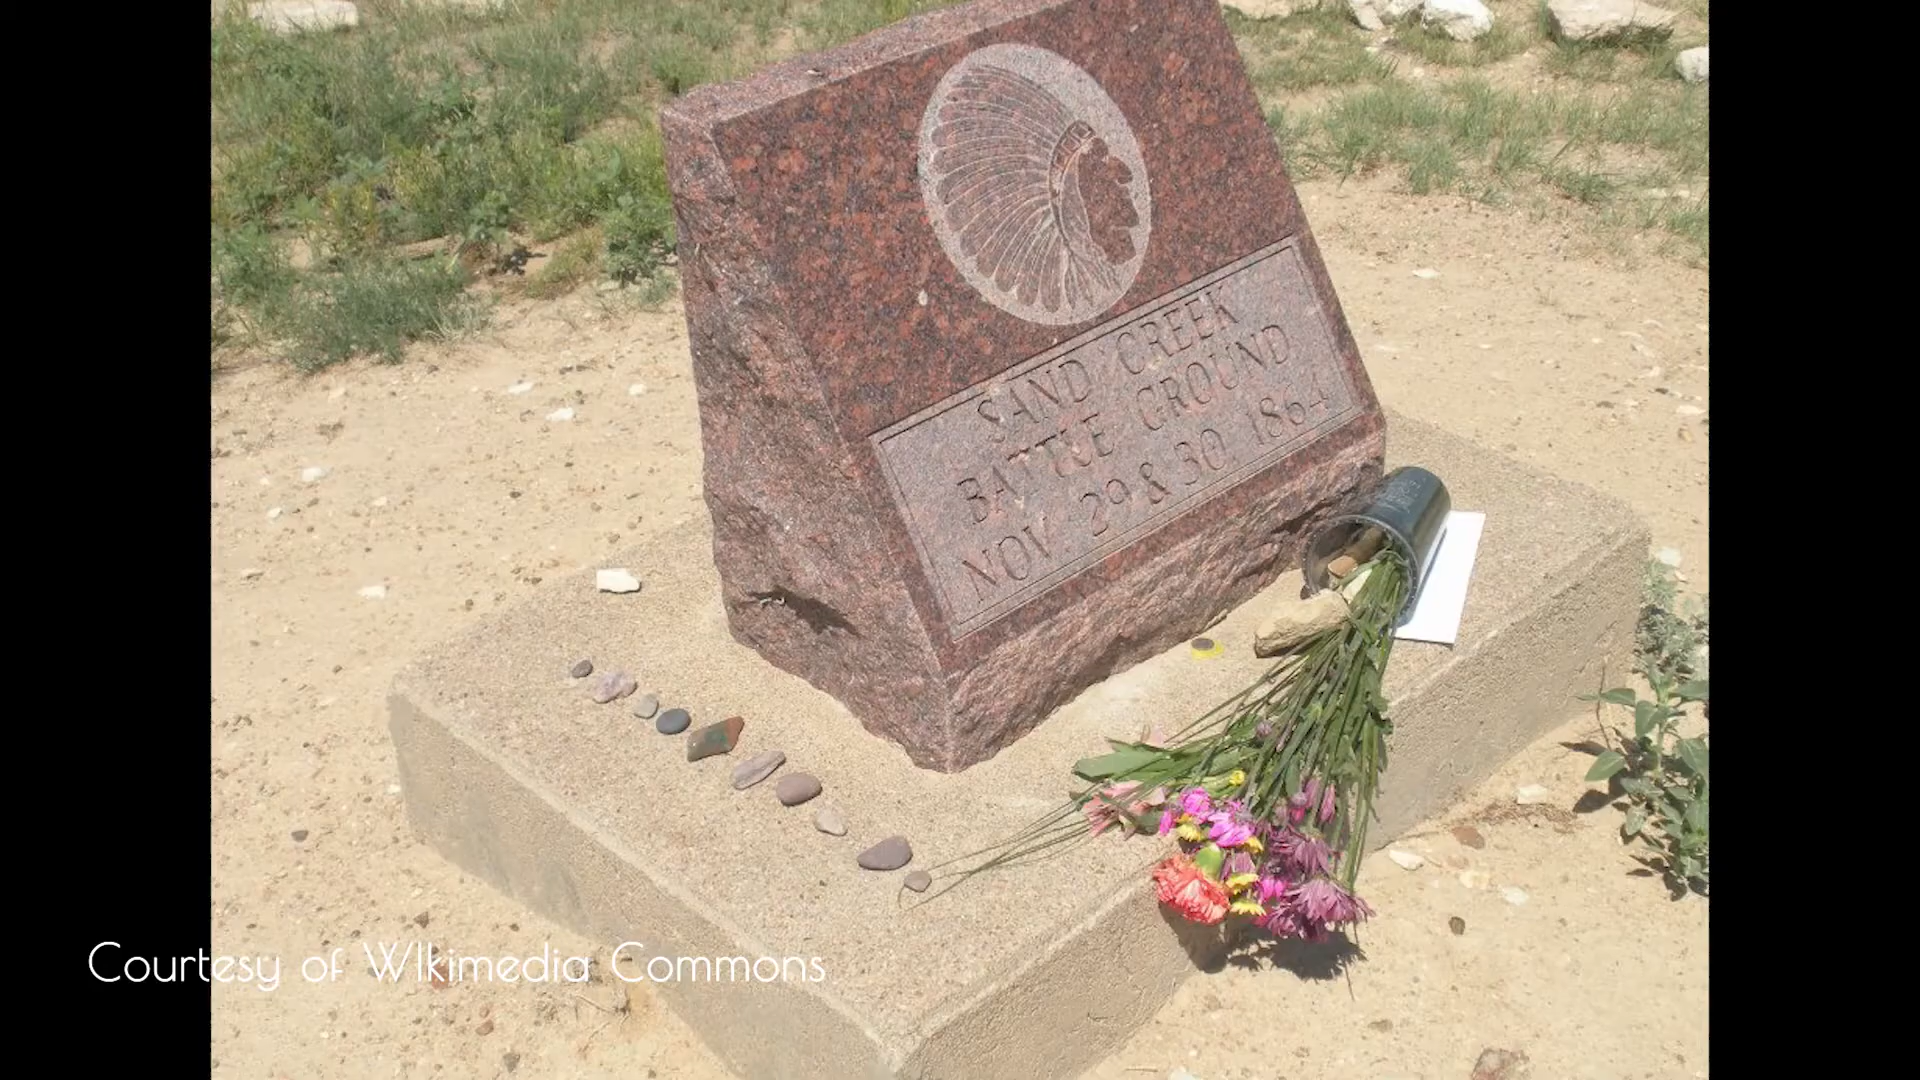 SAND CREEK
BATTLE GROUND
NOV. 29 & 30, 1864
Courtesy of WIkimedia Commons